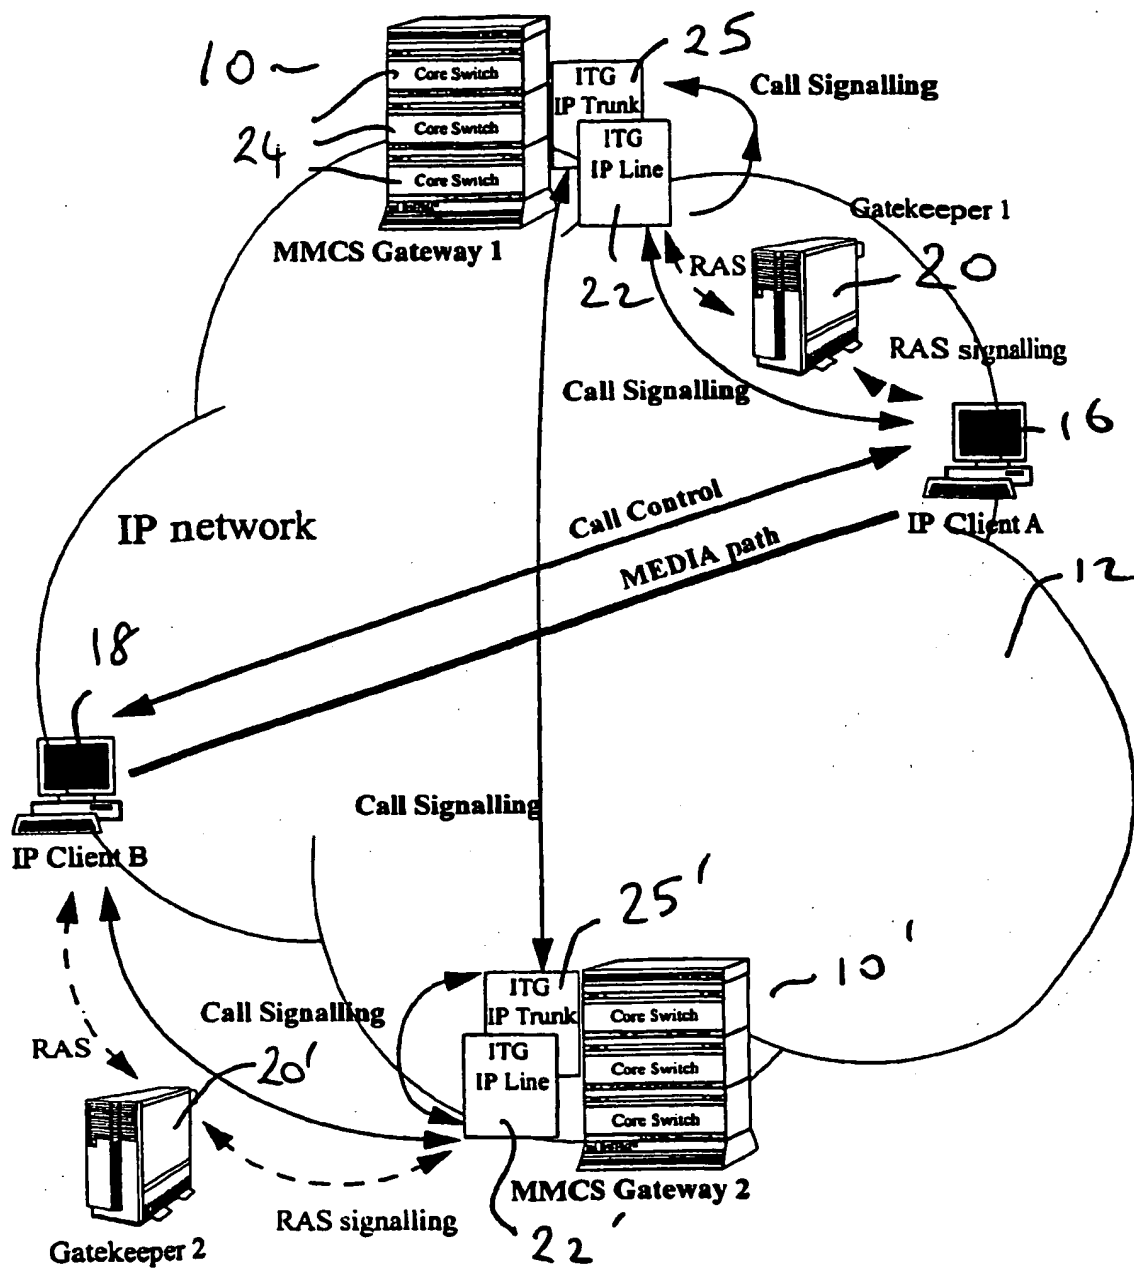 10
25
Core Switch
ITG
IP Trunk
Call Signalling
24
Core Switch
ITG
IP Line
Core Switch
MMCS Gateway 1
Gatekeeper 1
22
RAS
20
RAS signalling
Call Signalling
16
IP network
Call Control
IP Client A
MEDIA path
12
18
Call Signalling
IP Client B
25'
10'
ITG
IP Trunk
Core Switch
Call Signalling
RAS
20'
ITG
IP Line
Core Switch
Core Switch
MMCS Gateway 2
RAS signalling
22'
Gatekeeper 2